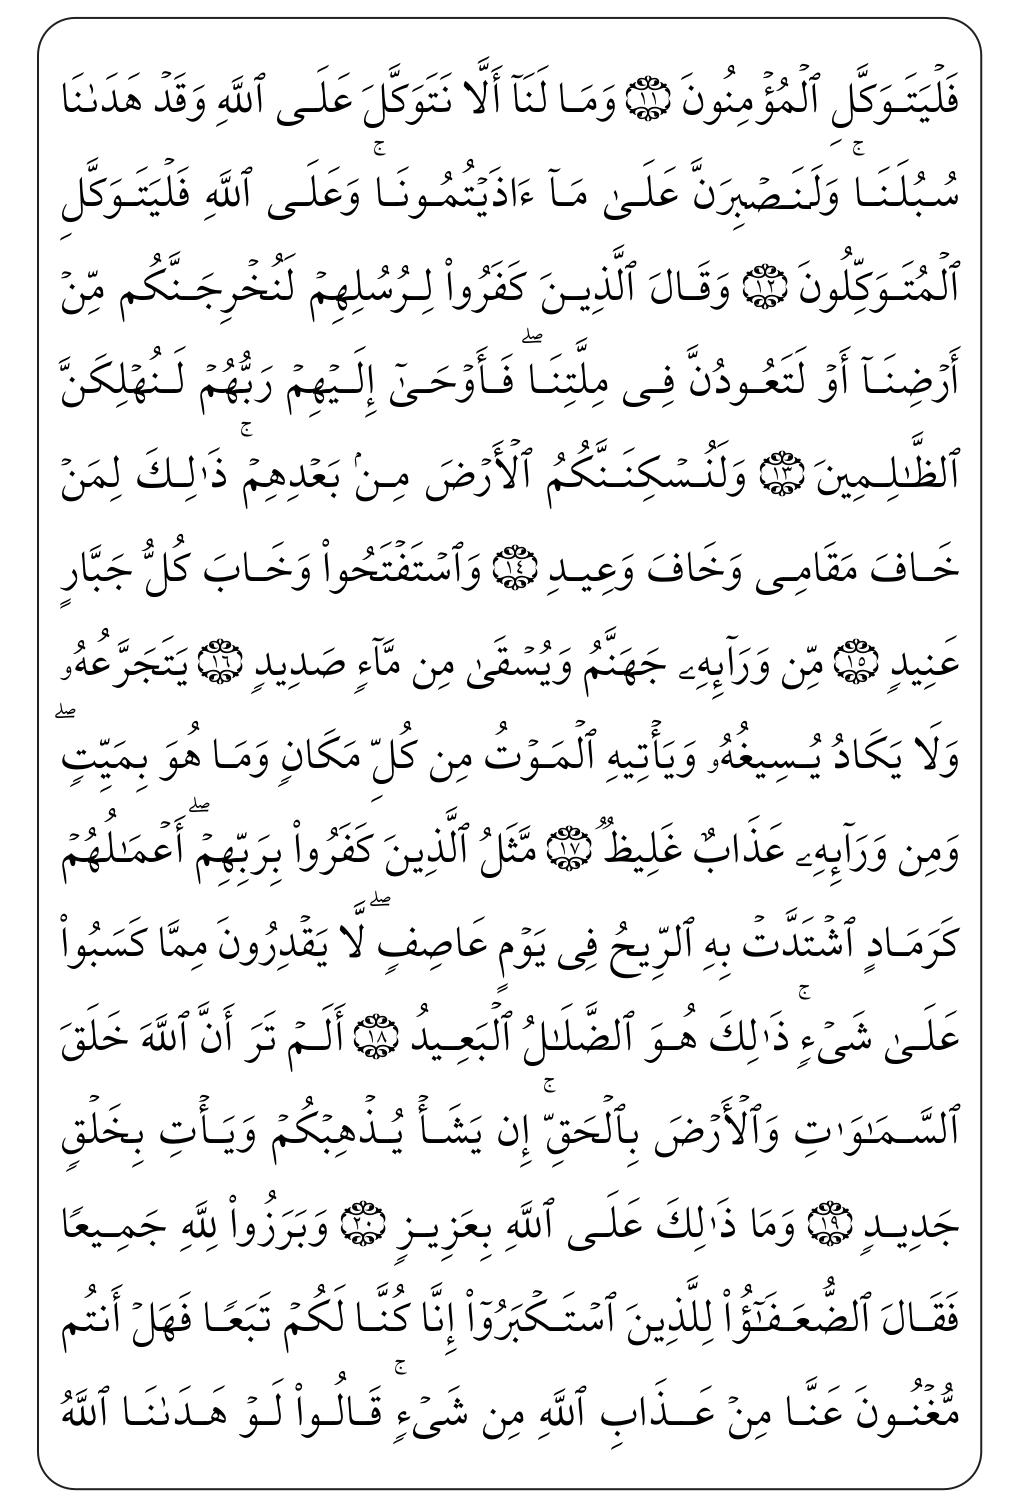 فَلۡيَتَوَكَّلِ ٱلۡمُؤۡمِنُونَ ١١ وَمَا لَنَآ أَلَّا نَتَوَكَّلَ عَلَى ٱللَّهِ وَقَدۡ هَدَىٰنَا
سُبُلَنَاۚ وَلَنَصۡبِرَنَّ عَلَىٰ مَآ ءَاذَيۡتُمُونَاۚ وَعَلَى ٱللَّهِ فَلۡيَتَوَكَّلِ
ٱلۡمُتَوَكِّلُونَ ١٢ وَقَالَ ٱلَّذِينَ كَفَرُواْ لِرُسُلِهِمۡ لَنُخۡرِجَنَّكُم مِّنۡ
أَرۡضِنَآ أَوۡ لَتَعُودُنَّ فِي مِلَّتِنَاۖ فَأَوۡحَىٰٓ إِلَيۡهِمۡ رَبُّهُمۡ لَنُهۡلِكَنَّ
ٱلظَّٰلِمِينَ ١٣ وَلَنُسۡكِنَنَّكُمُ ٱلۡأَرۡضَ مِنۢ بَعۡدِهِمۡۚ ذَٰلِكَ لِمَنۡ
خَافَ مَقَامِي وَخَافَ وَعِيدِ ١٤ وَٱسۡتَفۡتَحُواْ وَخَابَ كُلُّ جَبَّارٍ
عَنِيدٖ ١٥ مِّن وَرَآئِهِۦ جَهَنَّمُ وَيُسۡقَىٰ مِن مَّآءٖ صَدِيدٖ ١٦ يَتَجَرَّعُهُۥ
وَلَا يَكَادُ يُسِيغُهُۥ وَيَأۡتِيهِ ٱلۡمَوۡتُ مِن كُلِّ مَكَانٖ وَمَا هُوَ بِمَيِّتٖۖ
وَمِن وَرَآئِهِۦ عَذَابٌ غَلِيظٞ ١٧ مَّثَلُ ٱلَّذِينَ كَفَرُواْ بِرَبِّهِمۡۖ أَعۡمَٰلُهُمۡ
كَرَمَادٍ ٱشۡتَدَّتۡ بِهِ ٱلرِّيحُ فِي يَوۡمٍ عَاصِفٖۖ لَّا يَقۡدِرُونَ مِمَّا كَسَبُواْ
عَلَىٰ شَيۡءٖۚ ذَٰلِكَ هُوَ ٱلضَّلَٰلُ ٱلۡبَعِيدُ ١٨ أَلَمۡ تَرَ أَنَّ ٱللَّهَ خَلَقَ
ٱلسَّمَٰوَٰتِ وَٱلۡأَرۡضَ بِٱلۡحَقِّۚ إِن يَشَأۡ يُذۡهِبۡكُمۡ وَيَأۡتِ بِخَلۡقٖ
جَدِيدٖ ١٩ وَمَا ذَٰلِكَ عَلَى ٱللَّهِ بِعَزِيزٖ ٢٠ وَبَرَزُواْ لِلَّهِ جَمِيعٗا
فَقَالَ ٱلضُّعَفَٰٓؤُاْ لِلَّذِينَ ٱسۡتَكۡبَرُوٓاْ إِنَّا كُنَّا لَكُمۡ تَبَعٗا فَهَلۡ أَنتُم
مُّغۡنُونَ عَنَّا مِنۡ عَذَابِ ٱللَّهِ مِن شَيۡءٖۚ قَالُواْ لَوۡ هَدَىٰنَا ٱللَّهُ